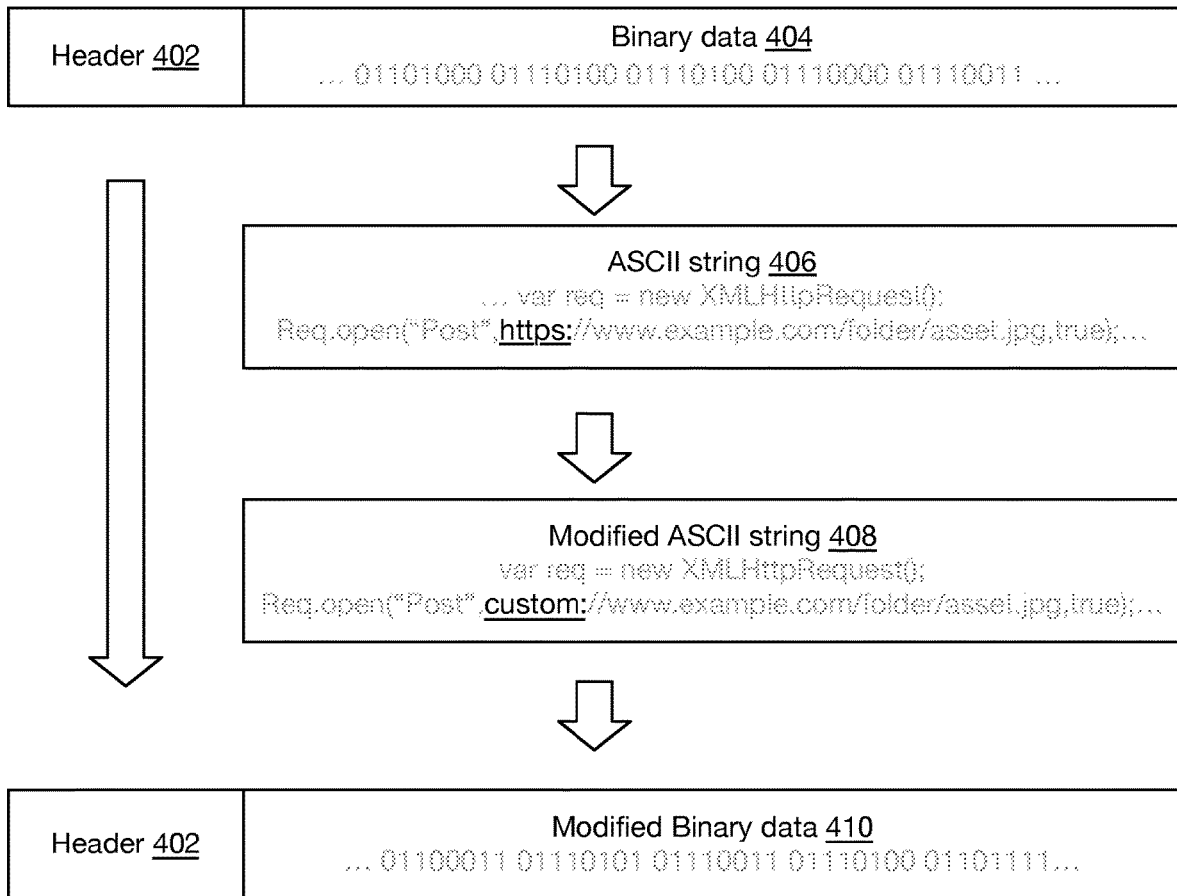 Header 402
Binary data 404
... 01101000 01110100 01110100 01110000 01110011 ...
ASCII string 406
... var req = new XMLHttpRequest();
Req.open("Post",https://www.example.com/folder/asset.jpg,true);...
Modified ASCII string 408
var req = new XMLHttpRequest();
Req.open("Post",custom://www.example.com/folder/asset.jpg,true);...
Header 402
Modified Binary data 410
... 01100011 01110101 01110011 01110100 01101111...